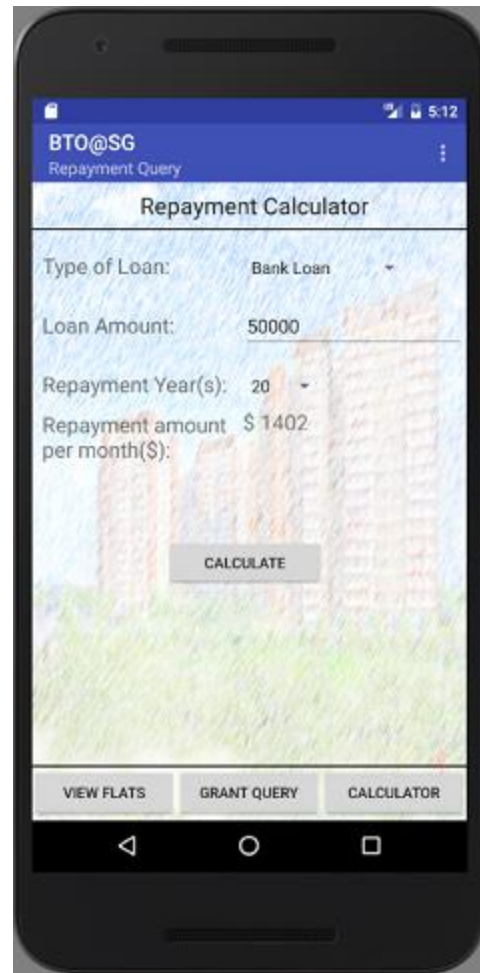 5:12
BTO@SG
Repayment Query
Repayment Calculator
Type of Loan: Bank Loan
Loan Amount: 50000
Repayment Year(s): 20
Repayment amount $ 1402
per month($):
CALCULATE
VIEW FLATS GRANT QUERY CALCULATOR